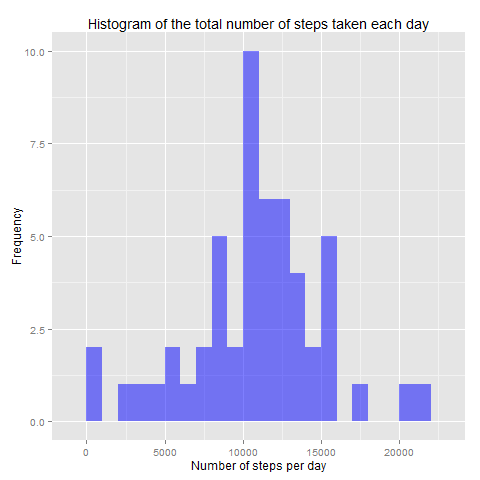 Histogram of the total number of steps taken each day
10.0
7.5
5.0
2.5
0.0
Frequency
0 5000 10000 15000 20000
Number of steps per day